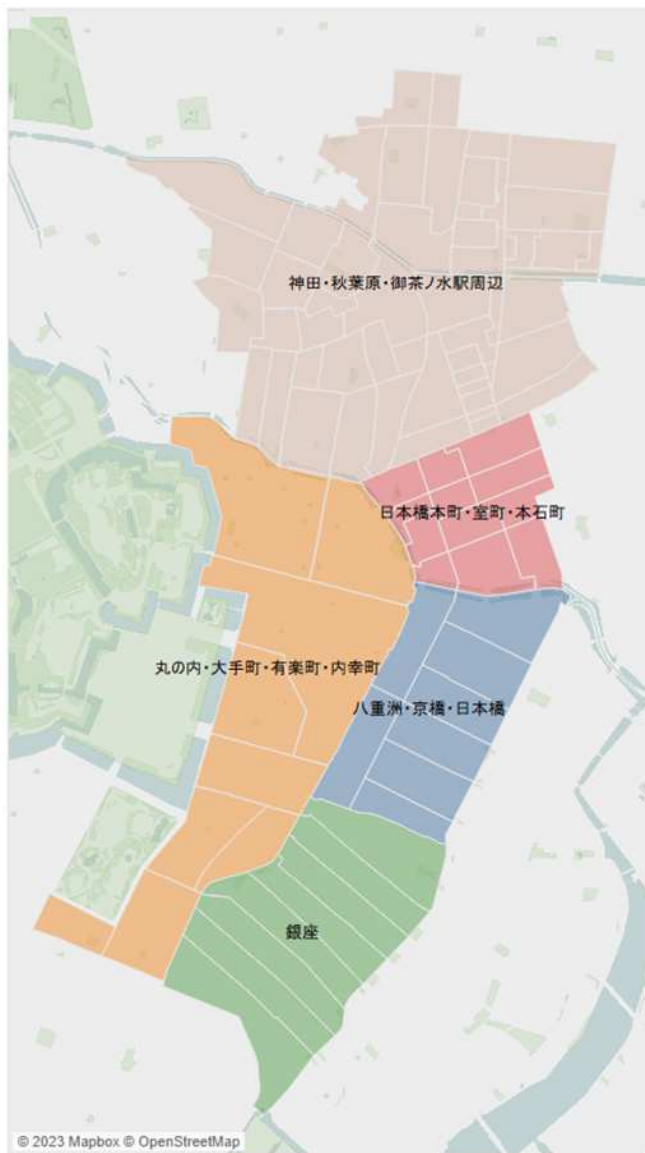 神田・秋葉原・御茶ノ水駅周辺
日本橋本町・室町・本石町
丸の内・大手町・有楽町・内幸町
八重洲・京橋・日本橋
銀座
© 2023 Mapbox © OpenStreetMap